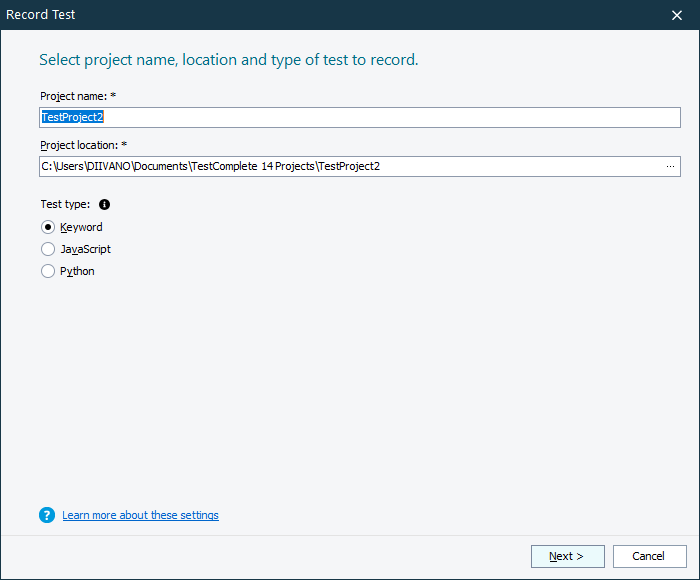 Record Test
Select project name, location and type of test to record.
Project name: *
TestProject2
Project location: *
C:\Users\DIIVANO\Documents\TestComplete 14 Projects\TestProject2
...
Test type:
Keyword
JavaScript
Python
Learn more about these settings
Next >
Cancel